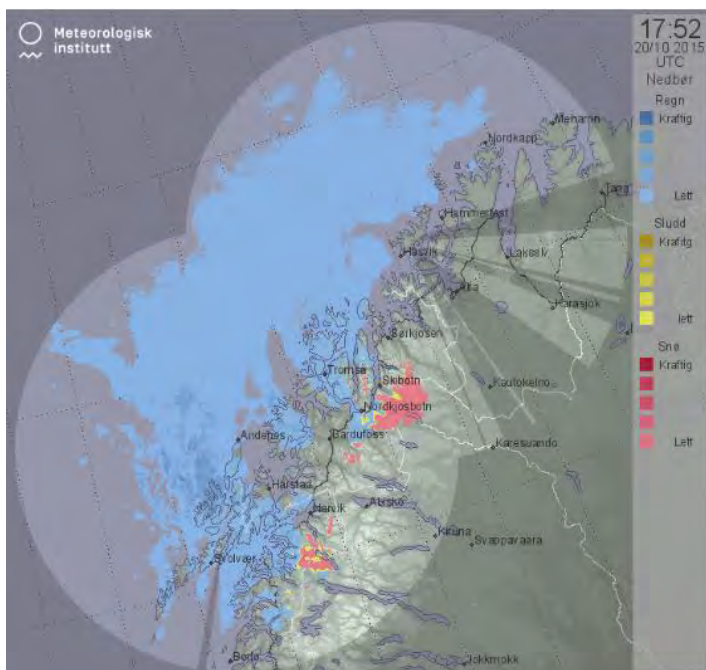 Meteorologisk
institutt
17:52
20/10 2015
UTC
Nedbør
Regn
Kraftig
Lett
Sludd
Kraftitg
lett
Snø
Kraftig
Lett
Mehamn
Nordkapp
Hammerfest
Hasvik
Lakselv
Alta
Karasjok
Sørkjosen
Tromsø
Skibotn
Kautokeino
Nordkjosbotn
Andenes
Bardufoss
Karesuando
Harstad
Narvik
Abisko
Kiruna
Svappavaara
Svolvær
Bodø
Jokkmokk